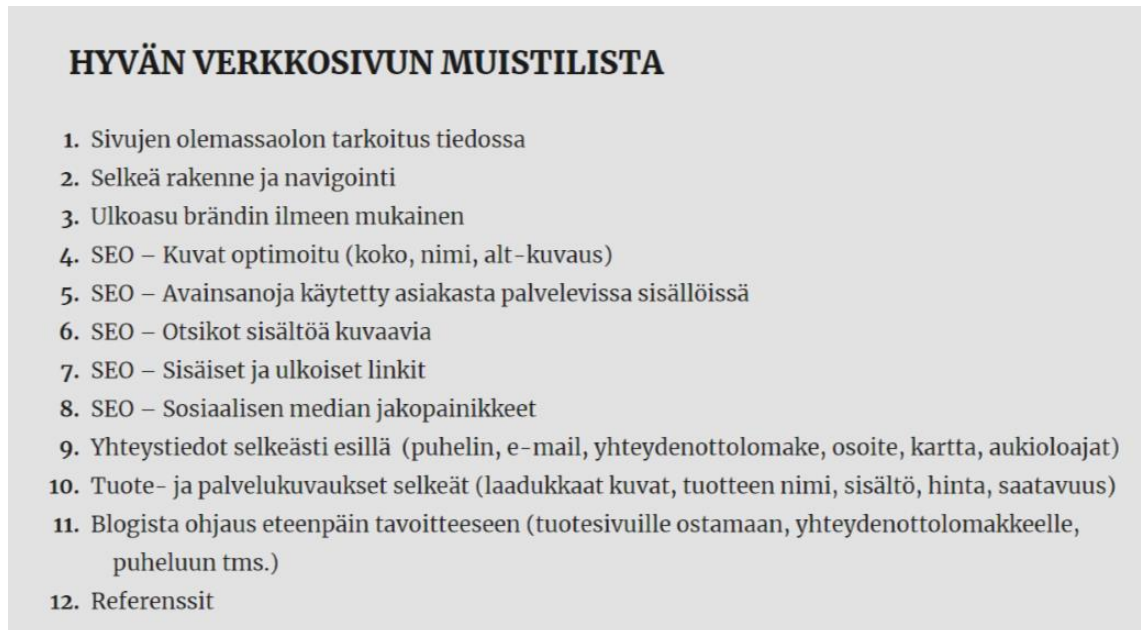 HYVÄN VERKKOSIVUN MUISTILISTA
1. Sivujen olemassaolon tarkoitus tiedossa
2. Selkeä rakenne ja navigointi
3. Ulkoasu brändin ilmeen mukainen
4. SEO – Kuvat optimoitu (koko, nimi, alt-kuvaus)
5. SEO – Avainsanoja käytetty asiakasta palvelevissa sisällöissä
6. SEO – Otsikot sisältöä kuvaavia
7. SEO – Sisäiset ja ulkoiset linkit
8. SEO – Sosiaalisen median jakopainikkeet
9. Yhteystiedot selkeästi esillä (puhelin, e-mail, yhteydenottolomake, osoite, kartta, aukioloajat)
10. Tuote- ja palvelukuvaukset selkeät (laadukkaat kuvat, tuotteen nimi, sisältö, hinta, saatavuus)
11. Blogista ohjaus eteenpäin tavoitteeseen (tuotesivuille ostamaan, yhteydenottolomakkeelle,
puheluun tms.)
12. Referenssit